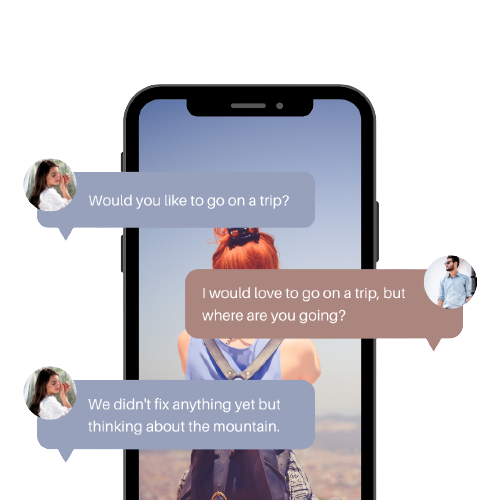 Would you like to go on a trip?
I would love to go on a trip, but
where are you going?
We didn't fix anything yet but
thinking about the mountain.